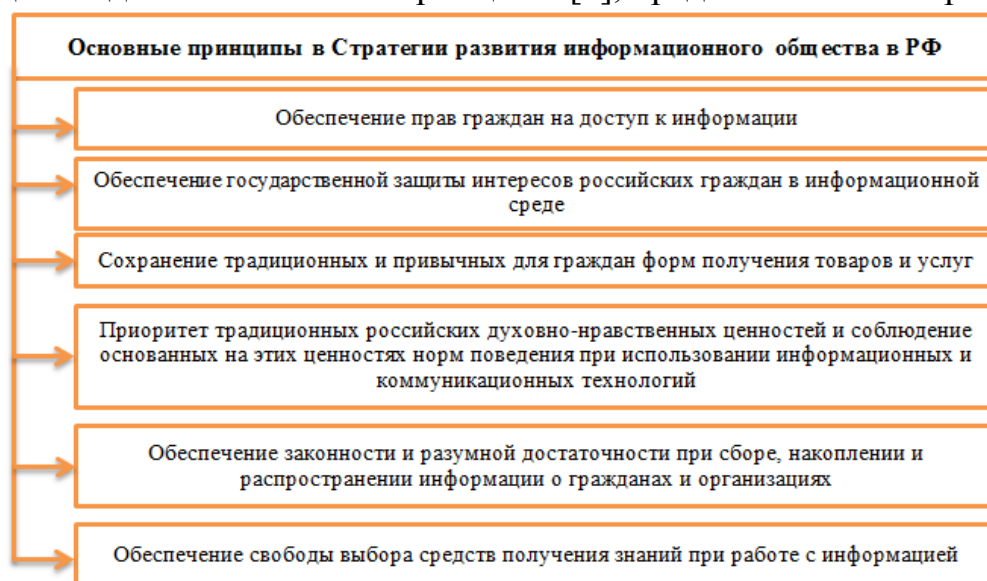 Основные принципы в Стратегии развития информационного общества в РФ
Обеспечение прав граждан на доступ к информации
Обеспечение государственной защиты интересов российских граждан в информационной
среде
Сохранение традиционных и привычных для граждан форм получения товаров и услуг
Приоритет традиционных российских духовно-нравственных ценностей и соблюдение
основанных на этих ценностях норм поведения при использовании информационных и
коммуникационных технологий
Обеспечение законности и разумной достаточности при сборе, накоплении и
распространении информации о гражданах и организациях
Обеспечение свободы выбора средств получения знаний при работе с информацией